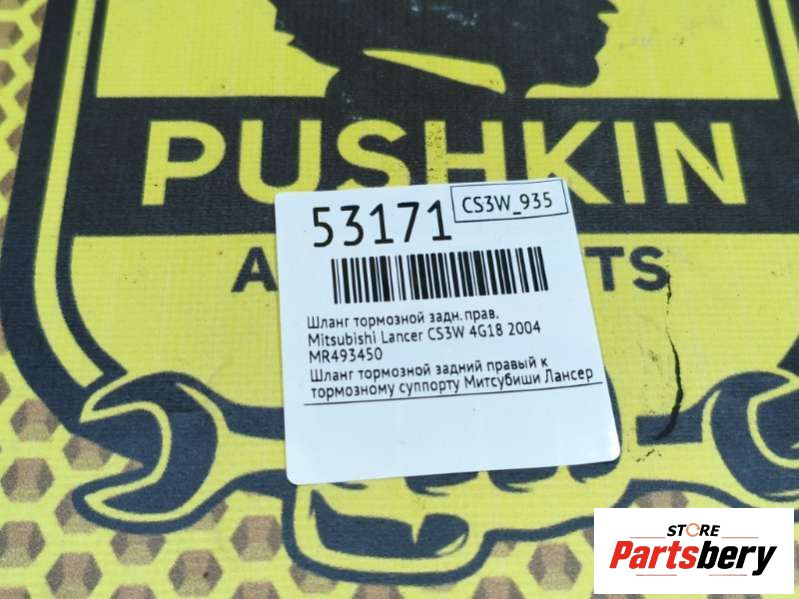 PUSHKIN
53171
CS3W_935
Шланг тормозной задн.прав.
Mitsubishi Lancer CS3W 4G18 2004
MR493450
Шланг тормозной задний правый к
тормозному суппорту Митсубиши Лансер
STORE
Partsbery